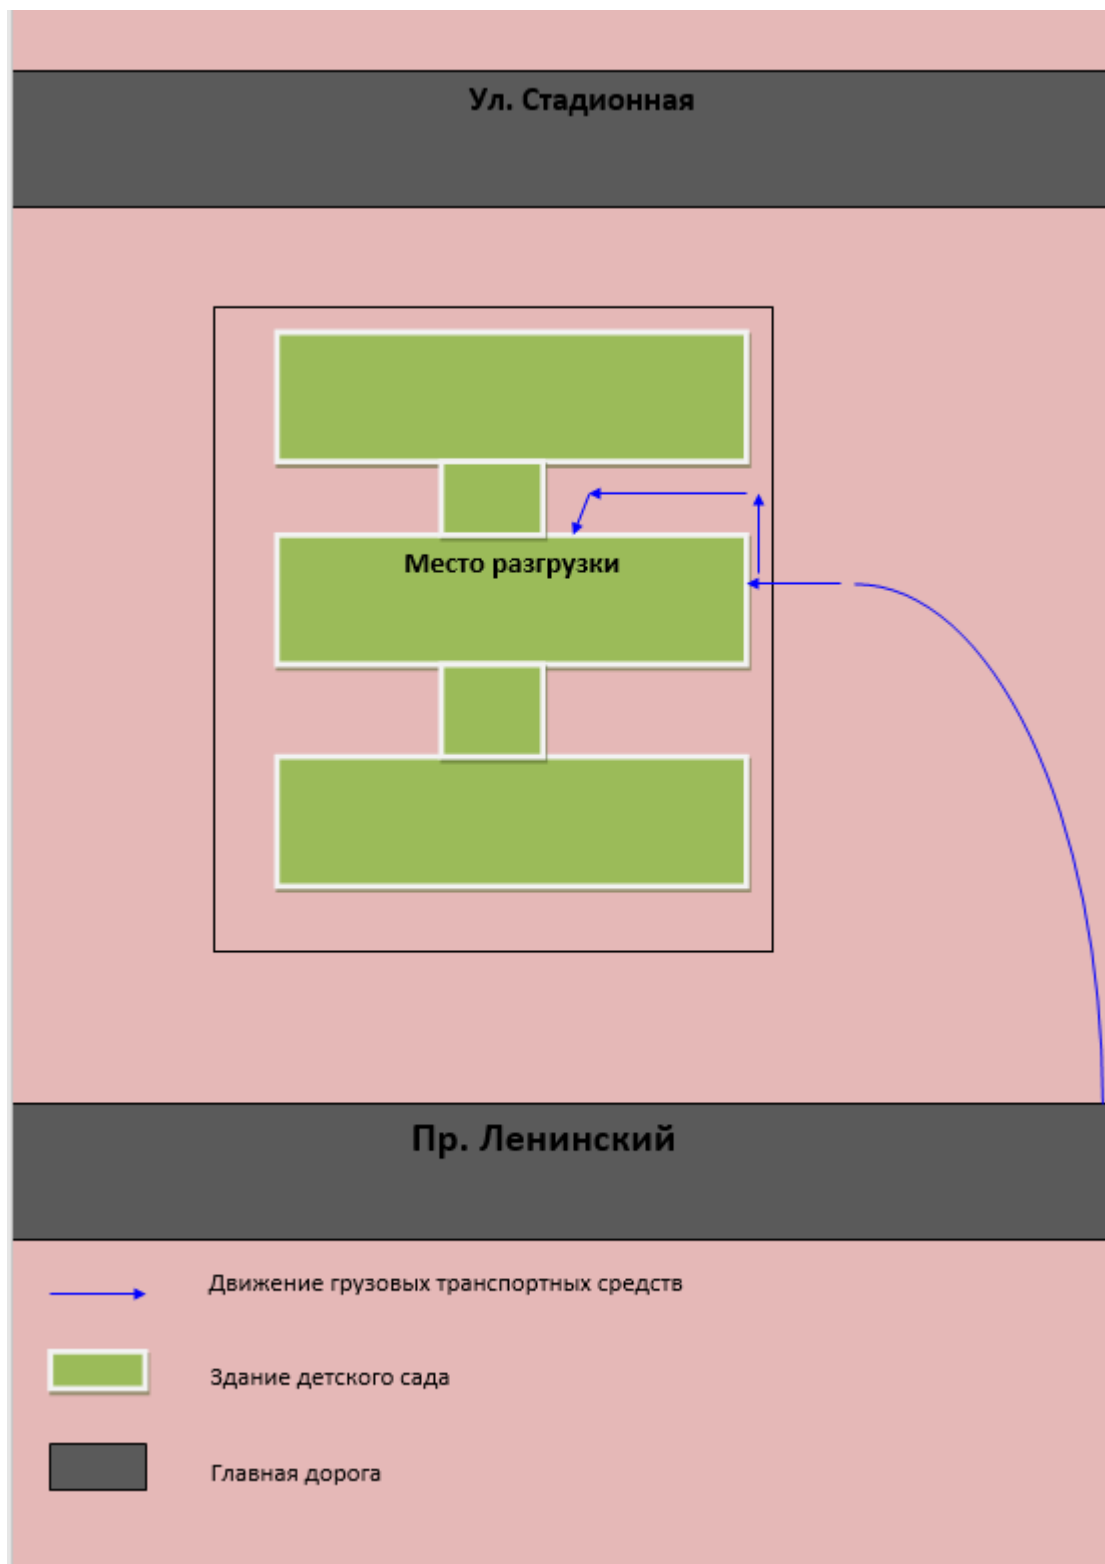 Ул. Стадионная
Место разгрузки
Пр. Ленинский
Движение грузовых транспортных средств
Здание детского сада
Главная дорога